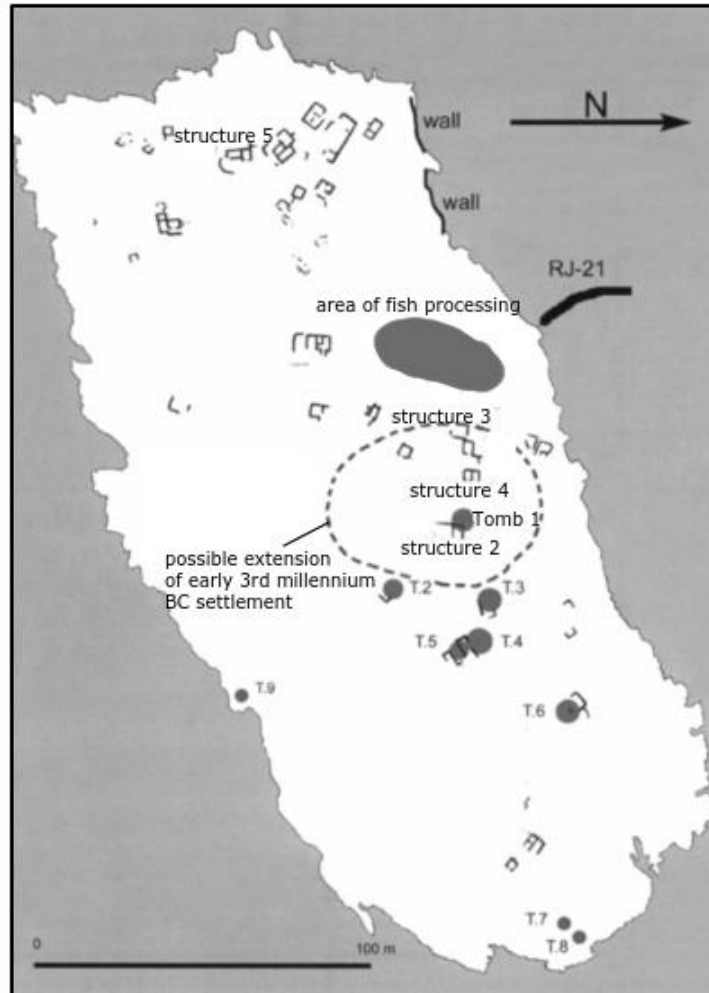 structure 5
wall
N
wall
RJ-21
area of fish processing
structure 3
structure 4
Tomb 1
structure 2
possible extension
of early 3rd millennium
BC settlement
T.2
T.3
T.5
T.4
T.9
T.6
T.7
T.8
0
100 m